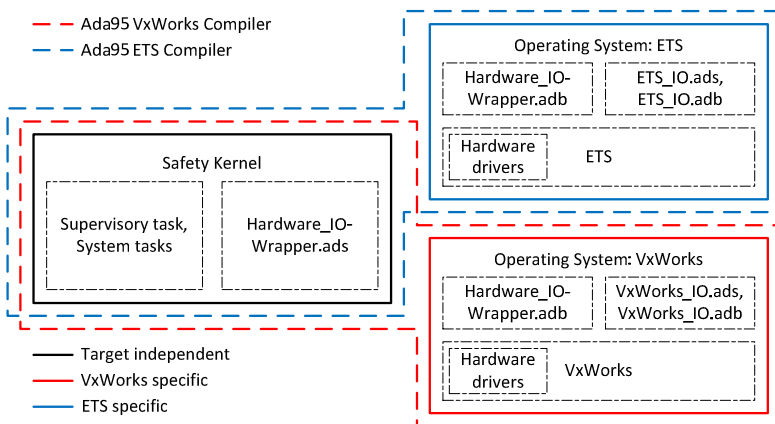 Ada95 VxWorks Compiler
Ada95 ETS Compiler
Operating System: ETS
Hardware_IO-
Wrapper.adb
ETS_IO.ads,
ETS_IO.adb
Hardware
drivers
ETS
Safety Kernel
Supervisory task,
System tasks
Hardware_IO-
Wrapper.ads
Operating System: VxWorks
Hardware_IO-
Wrapper.adb
VxWorks_IO.ads,
VxWorks_IO.adb
Hardware
drivers
VxWorks
Target independent
VxWorks specific
ETS specific